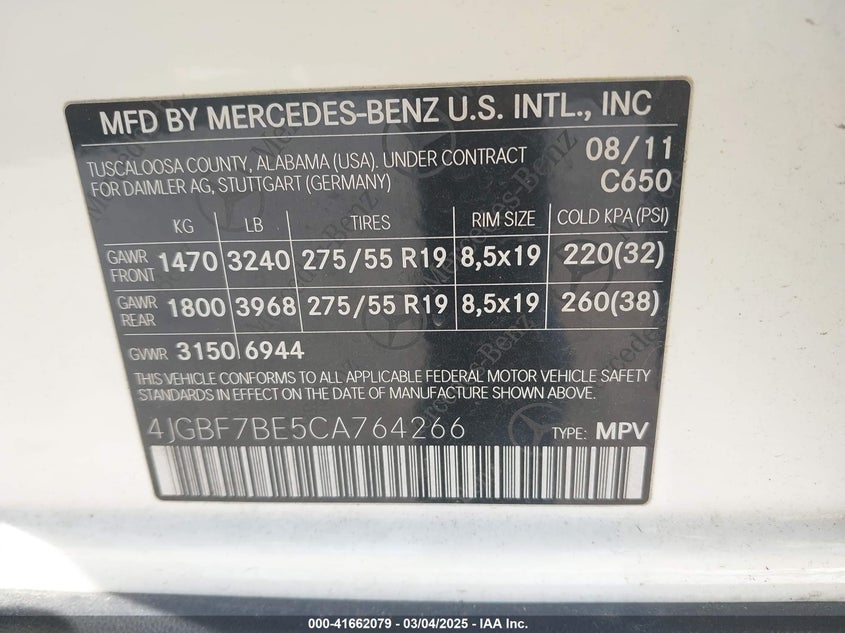 MFD BY MERCEDES-BENZ U.S. INTL., INC
TUSCALOOSA COUNTY, ALABAMA (USA). UNDER CONTRACT
FOR DAIMLER AG, STUTTGART (GERMANY)
08/11
C650
KG LB TIRES RIM SIZE COLD KPA (PSI)
GAWR FRONT 1470 3240 275/55 R19 8,5x19 220(32)
GAWR REAR 1800 3968 275/55 R19 8,5x19 260(38)
GVWR 3150 6944
THIS VEHICLE CONFORMS TO ALL APPLICABLE FEDERAL MOTOR VEHICLE SAFETY
STANDARDS IN EFFECT ON THE DATE OF MANUFACTURE SHOWN ABOVE.
4JGBF7BE5CA764266 TYPE: MPV
000-41662079 - 03/04/2025 - IAA Inc.